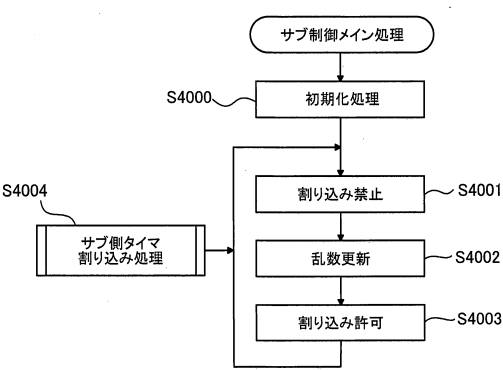 サブ制御メイン処理
S4000
初期化処理
S4004
サブ側タイマ
割り込み処理
割り込み禁止
S4001
乱数更新
S4002
割り込み許可
S4003